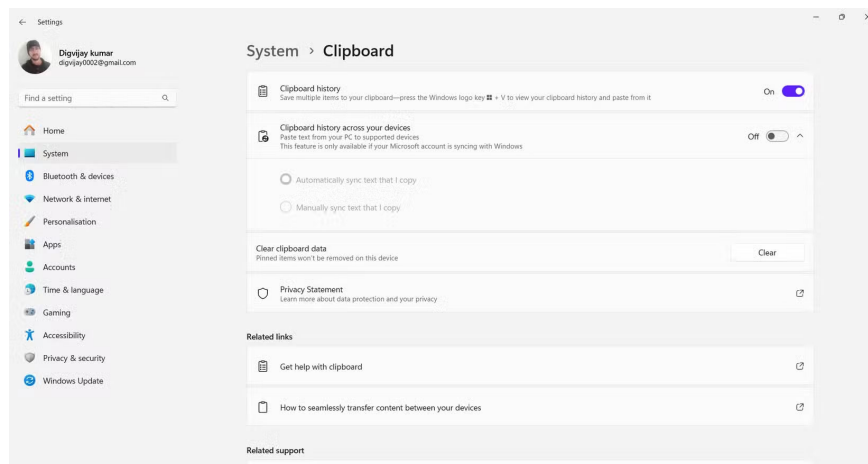 Settings
Digvijay kumar
digvijay0002@gmail.com
Find a setting
Home
System
Bluetooth & devices
Network & internet
Personalisation
Apps
Accounts
Time & language
Gaming
Accessibility
Privacy & security
Windows Update
System > Clipboard
Clipboard history
Save multiple items to your clipboard—press the Windows logo key + V to view your clipboard history and paste from it
On
Clipboard history across your devices
Paste text from your PC to supported devices
This feature is only available if your Microsoft account is syncing with Windows
Off
Automatically sync text that I copy
Manually sync text that I copy
Clear clipboard data
Pinned items won't be removed on this device
Clear
Privacy Statement
Learn more about data protection and your privacy
Related links
Get help with clipboard
How to seamlessly transfer content between your devices
Related support